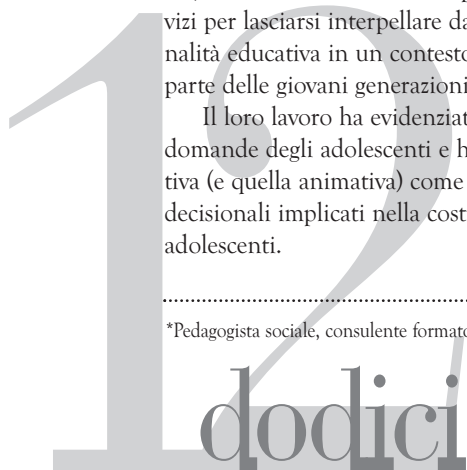 vizi per lasciarsi interpellare da
nalità educativa in un contesto
parte delle giovani generazioni
Il loro lavoro ha evidenziat
domande degli adolescenti e h
tiva (e quella animativa) come
decisionali implicati nella cost
adolescenti.
*Pedagogista sociale, consulente formato
12
dodici